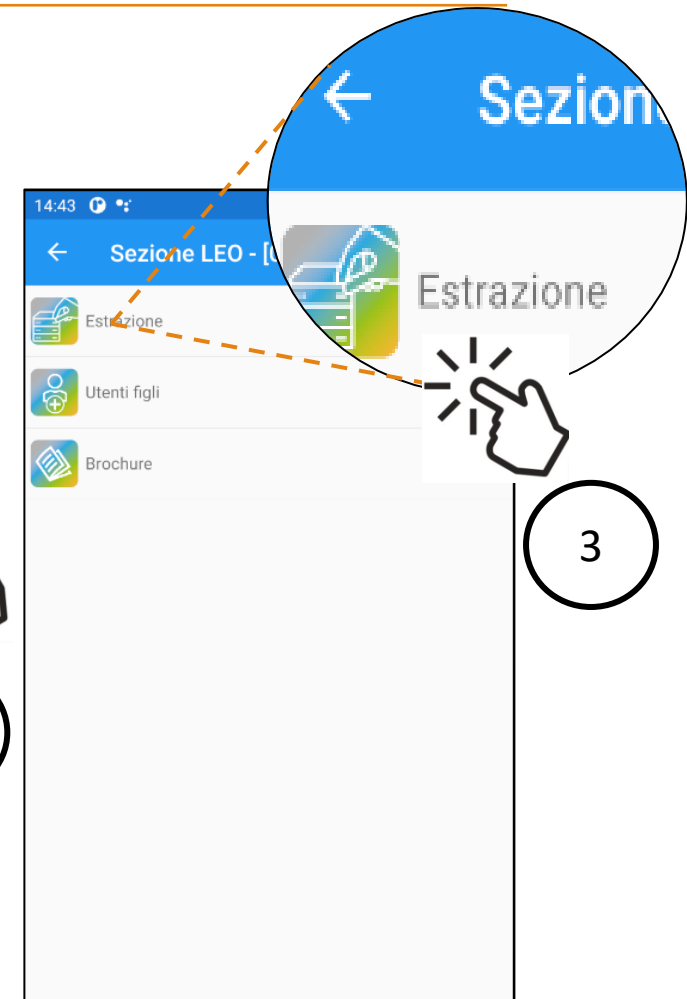 Sezion
14:43
Sezione LEO - [
Estrazione
Estrazione
Utenti figli
Brochure
3